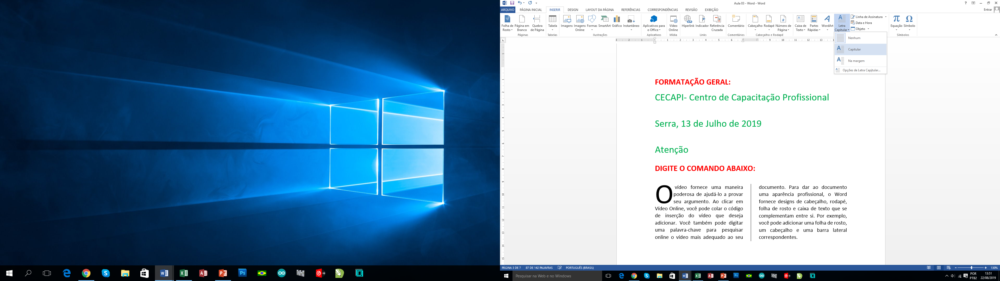 Aula 03 - Word - Word
ARQUIVO PÁGINA INICIAL INSERIR DESIGN LAYOUT DA PÁGINA REFERÊNCIAS CORRESPONDÊNCIAS REVISÃO EXIBIÇÃO Entrar
Folha de Rosto Página em Branco Quebra de Página
Páginas
Tabela
Tabelas
Imagens Imagens Online Formas SmartArt Gráfico Instantâneo
Ilustrações
Aplicativos para o Office
Aplicativos
Vídeo Online
Mídia
Hiperlink Indicador Referência Cruzada
Links
Comentário
Comentários
Cabeçalho Rodapé Número de Página
Cabeçalho e Rodapé
Caixa de Texto Partes Rápidas WordArt Letra Capitular
Linha de Assinatura
Data e Hora
Objeto
Equação Símbolo
Símbolos
Nenhum
Capitular
Na margem
Opções de Letra Capitular...
FORMATAÇÃO GERAL:
CECAPI- Centro de Capacitação Profissional
Serra, 13 de Julho de 2019
Atenção
DIGITE O COMANDO ABAIXO:
O vídeo fornece uma maneira
poderosa de ajudá-lo a provar
seu argumento. Ao clicar em
Vídeo Online, você pode colar o código
de inserção do vídeo que deseja
adicionar. Você também pode digitar
uma palavra-chave para pesquisar
online o vídeo mais adequado ao seu
documento. Para dar ao documento
uma aparência profissional, o Word
fornece designs de cabeçalho, rodapé,
folha de rosto e caixa de texto que se
complementam entre si. Por exemplo,
você pode adicionar uma folha de rosto,
um cabeçalho e uma barra lateral
correspondentes.
PÁGINA 3 DE 7 87 DE 142 PALAVRAS PORTUGUÊS (BRASIL) 130%
Pesquisar na Web e no Windows
POR
PTB2
13:51
22/08/2019